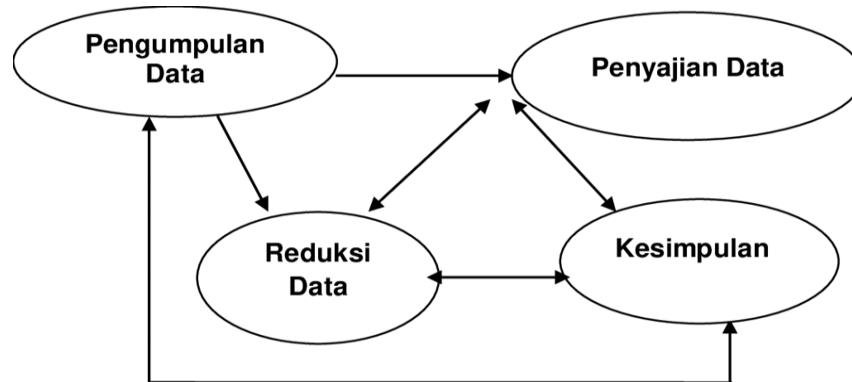 Pengumpulan
Data
Penyajian Data
Reduksi
Data
Kesimpulan